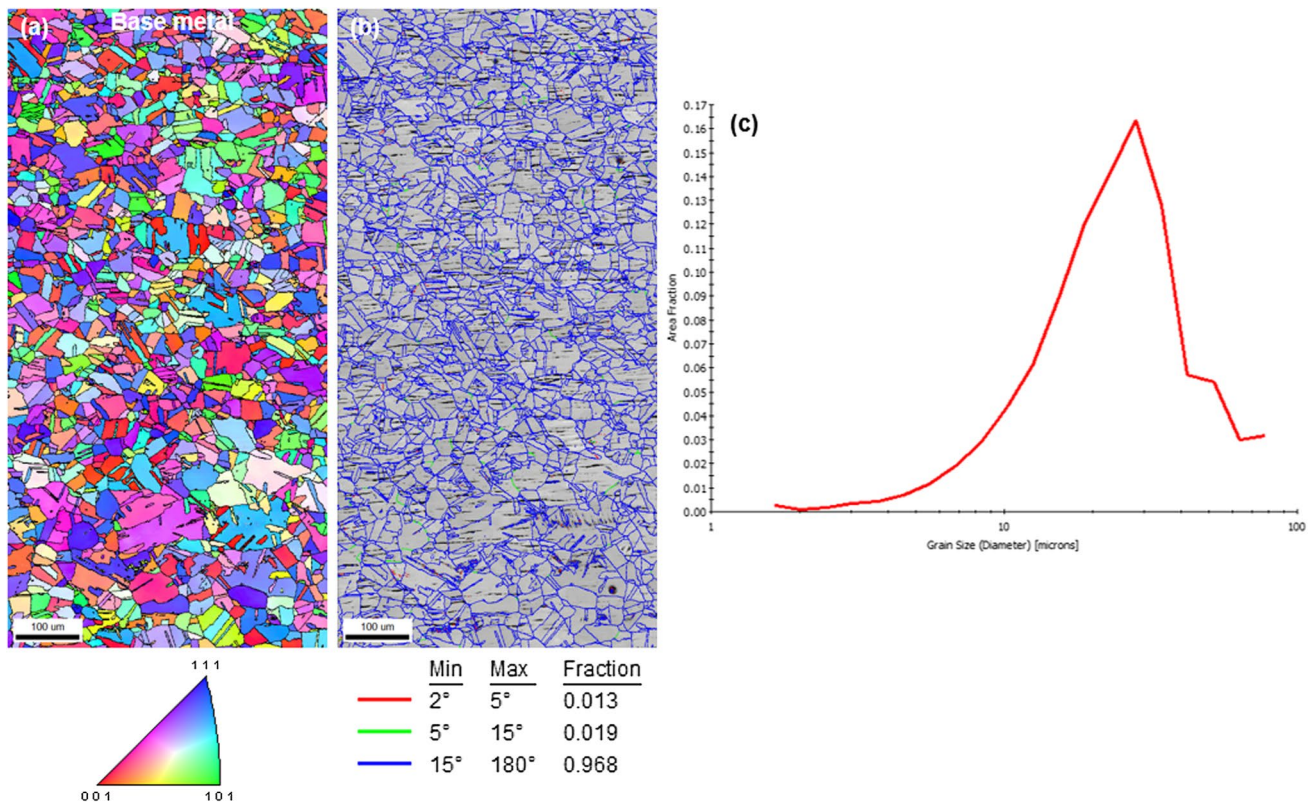 (a) Base metal
(b)
100 um
100 um
1 1 1
0 0 1
1 0 1
Min Max Fraction
2° 5° 0.013
5° 15° 0.019
15° 180° 0.968
(c)
0.17
0.16
0.15
0.14
0.13
0.12
0.11
0.10
0.09
0.08
0.07
0.06
0.05
0.04
0.03
0.02
0.01
0.00
Area Fraction
1 10 100
Grain Size (Diameter) [microns]